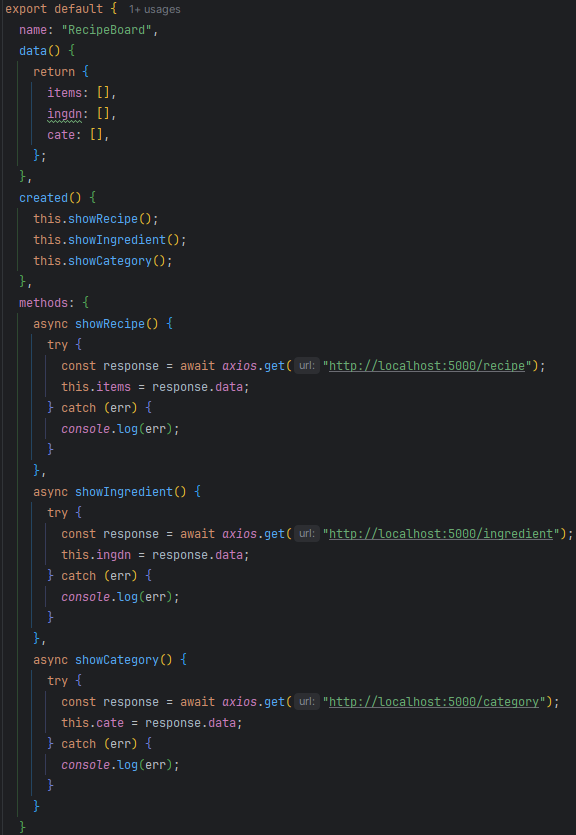 export default { 1+ usages
  name: "RecipeBoard",
  data() {
    return {
      items: [],
      ingdn: [],
      cate: [],
    };
  },
  created() {
    this.showRecipe();
    this.showIngredient();
    this.showCategory();
  },
  methods: {
    async showRecipe() {
      try {
        const response = await axios.get( url: "http://localhost:5000/recipe");
        this.items = response.data;
      } catch (err) {
        console.log(err);
      }
    },
    async showIngredient() {
      try {
        const response = await axios.get( url: "http://localhost:5000/ingredient");
        this.ingdn = response.data;
      } catch (err) {
        console.log(err);
      }
    },
    async showCategory() {
      try {
        const response = await axios.get( url: "http://localhost:5000/category");
        this.cate = response.data;
      } catch (err) {
        console.log(err);
      }
    }
  }